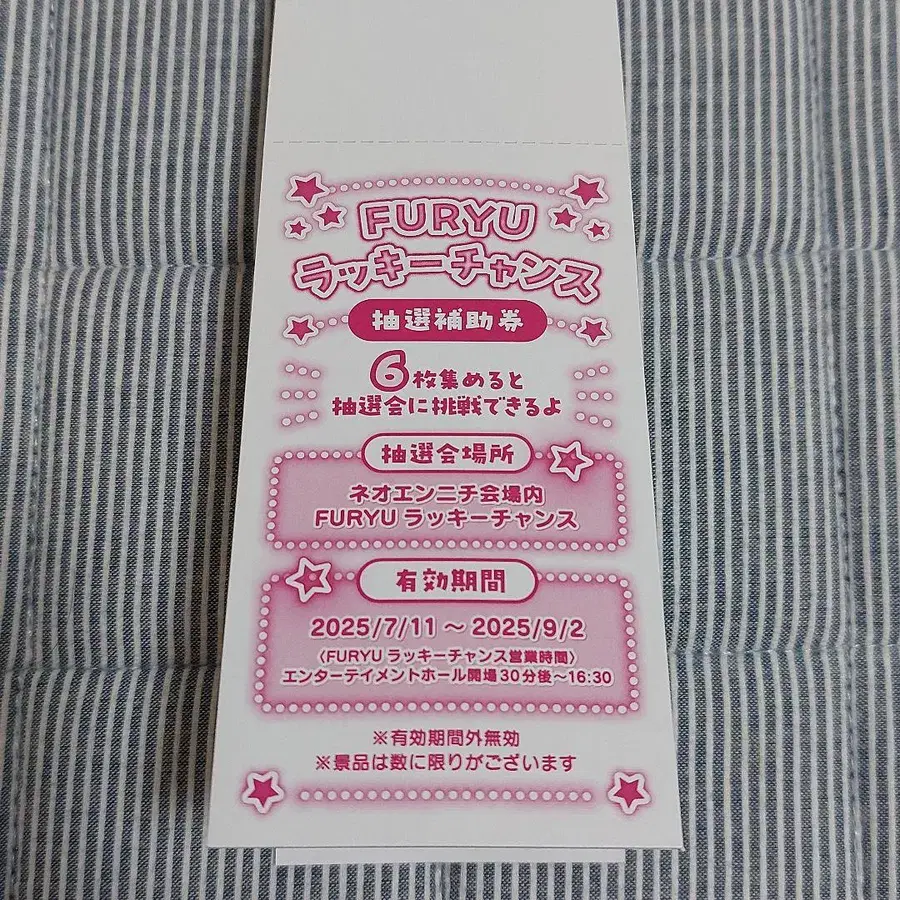 FURYU
ラッキーチャンス
抽選補助券
6枚集めると
抽選会に挑戦できるよ
抽選会場所
ネオエンニチ会場内
FURYU ラッキーチャンス
有効期間
2025/7/11 ～ 2025/9/2
〈FURYU ラッキーチャンス営業時間〉
エンターテイメントホール開場30分後～16:30
※有効期間外無効
※景品は数に限りがございます